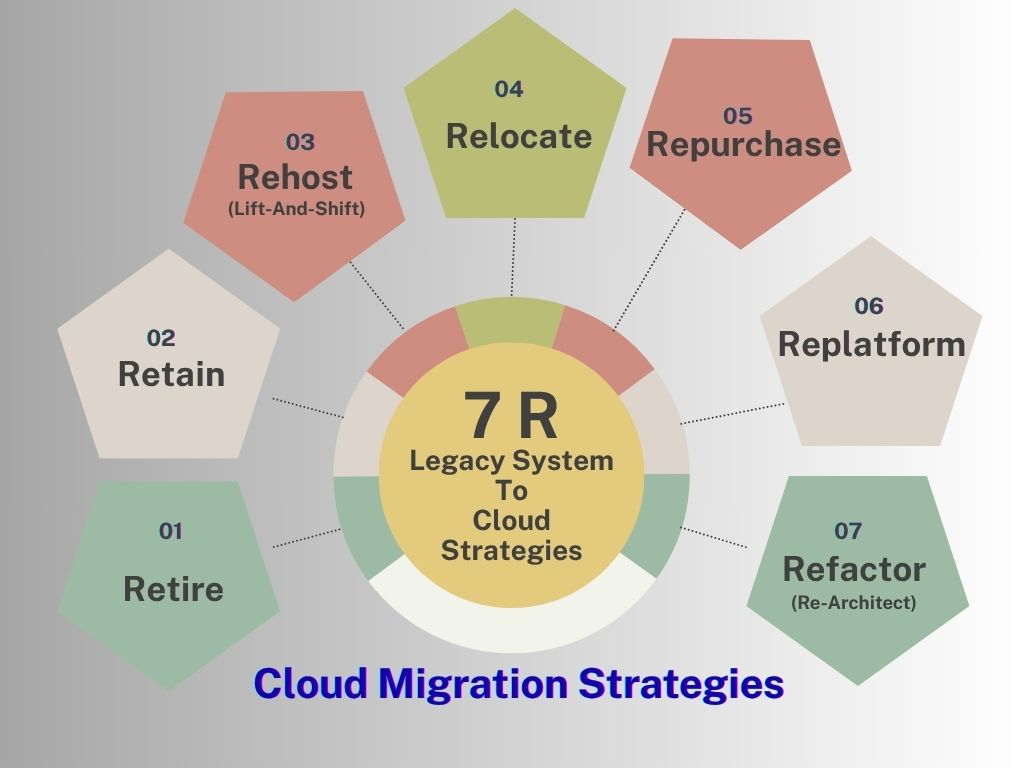 04
Relocate
05
Repurchase
03
Rehost
(Lift-And-Shift)
06
Replatform
02
Retain
7 R
Legacy System
To
Cloud
Strategies
01
Retire
07
Refactor
(Re-Architect)
Cloud Migration Strategies